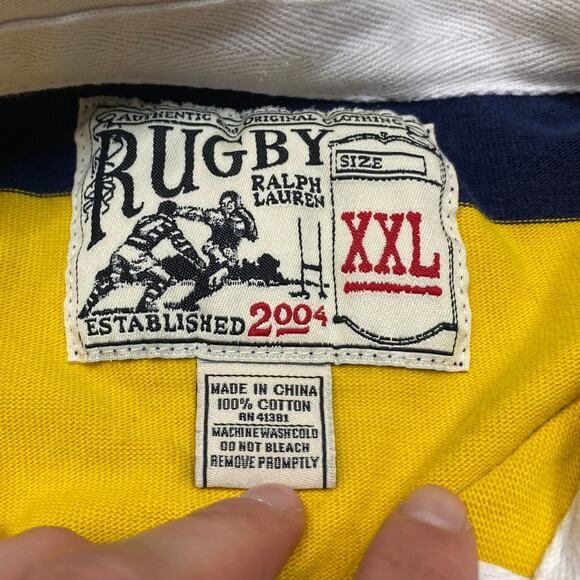 AUTHENTIC and ORIGINAL CLOTHING
RUGBY
RALPH
LAUREN
SIZE
XXL
ESTABLISHED 2004
MADE IN CHINA
100% COTTON
RN 41381
MACHINE WASH COLD
DO NOT BLEACH
REMOVE PROMPTLY